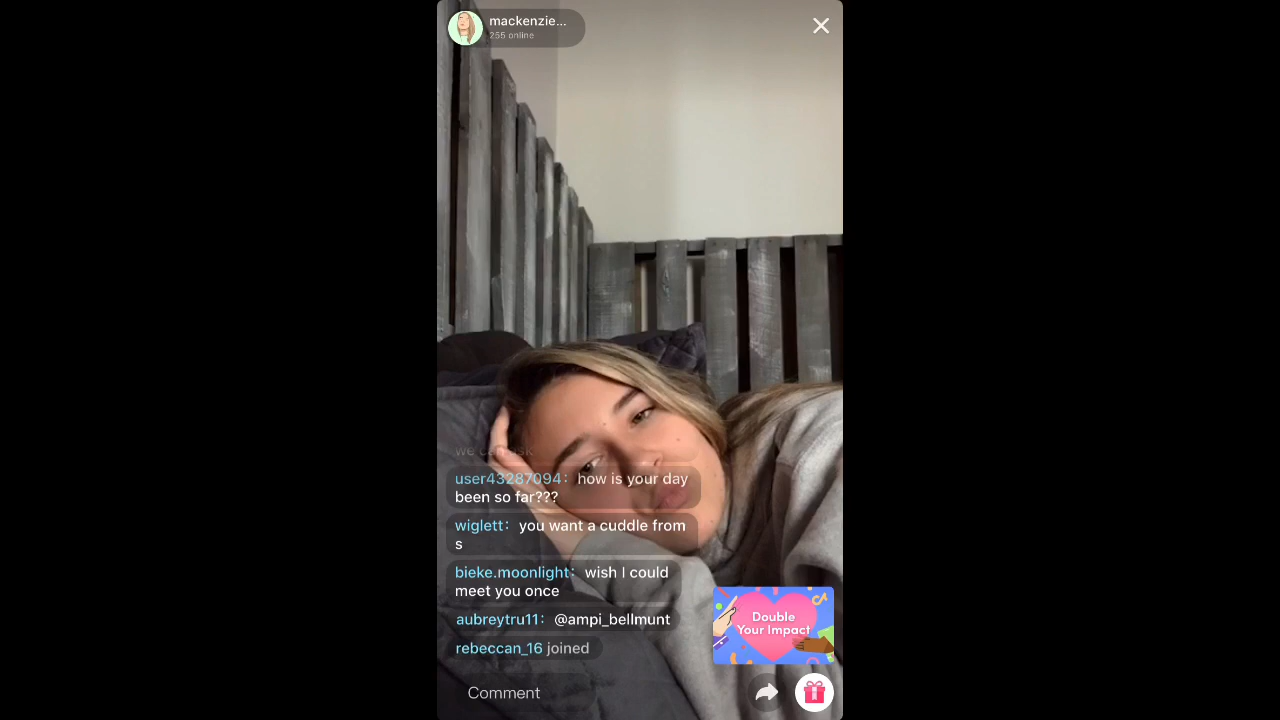 mackenzie...
255 online
user43287094: how is your day
been so far???
wiglett: you want a cuddle from
s
bieke.moonlight: wish I could
meet you once
aubreytru11: @ampi_bellmunt
rebeccan_16 joined
Double
Your Impact
Comment